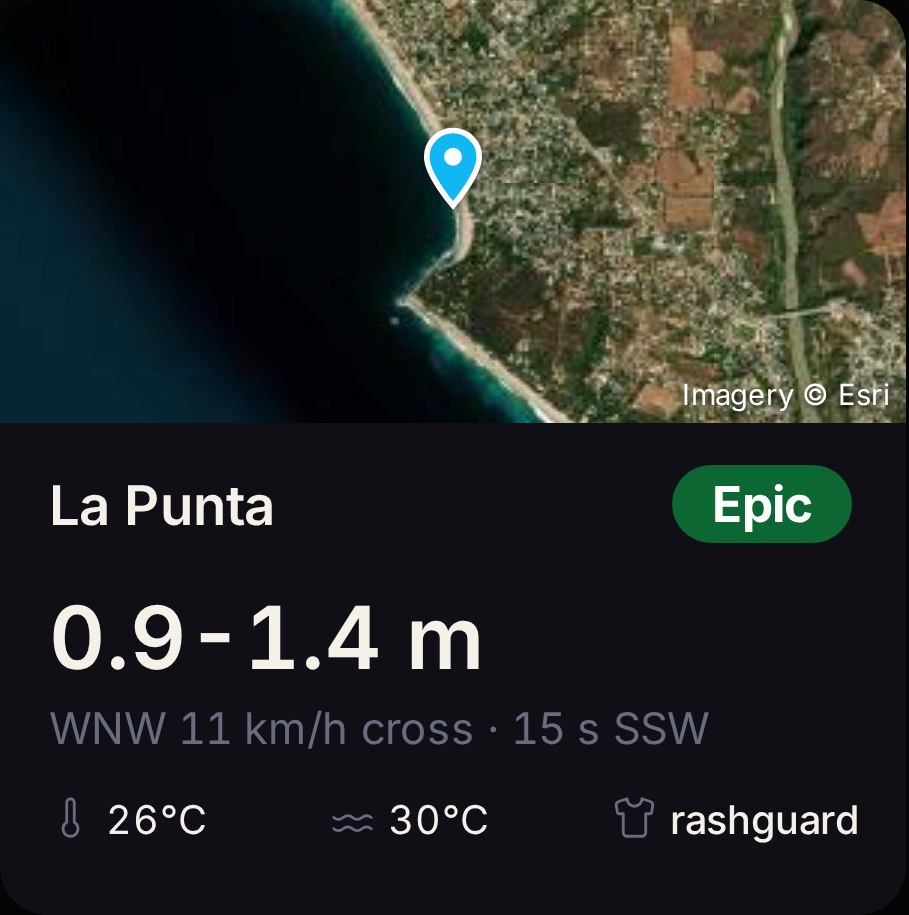 Imagery © Esri
La Punta
Epic
0.9-1.4 m
WNW 11 km/h cross · 15 s SSW
26°C
30°C
rashguard